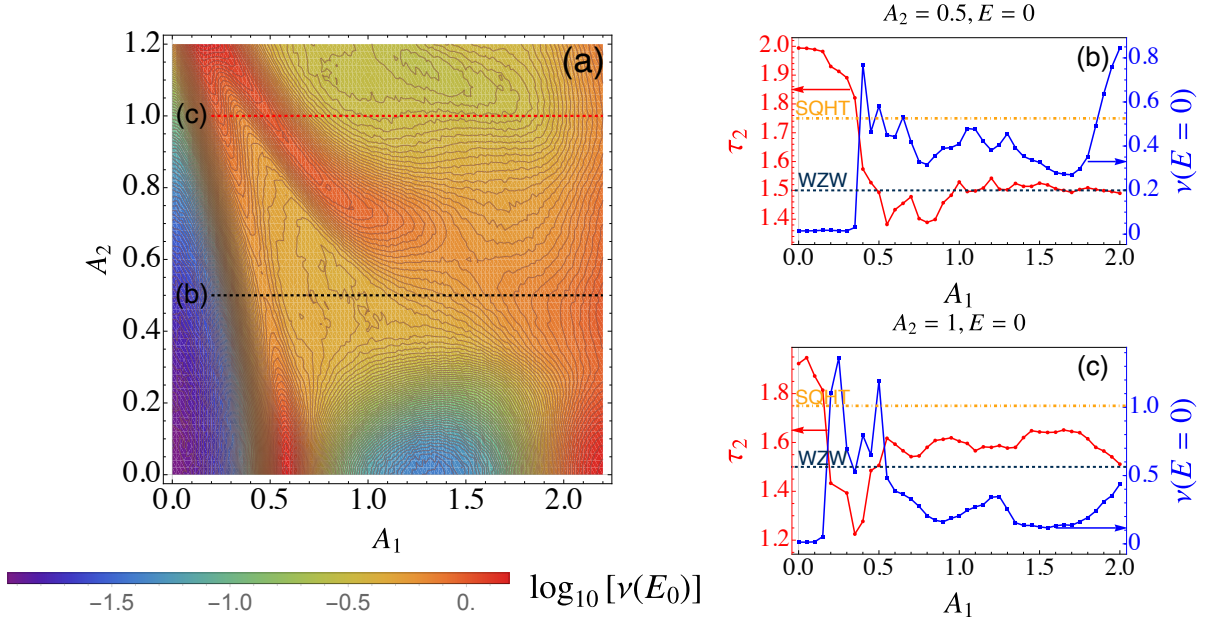 (a)
A₂
1.2
1.0
0.8
0.6
0.4
0.2
0.0
(c)
(b)
0.0 0.5 1.0 1.5 2.0
A₁
−1.5 −1.0 −0.5 0.
log₁₀ [ν(E₀)]
A₂ = 0.5, E = 0
(b)
τ₂
2.0
1.9
1.8
1.7
1.6
1.5
1.4
SQHT
WZW
0.8
0.6
0.4
0.2
0
ν(E = 0)
0.0 0.5 1.0 1.5 2.0
A₁
A₂ = 1, E = 0
(c)
τ₂
1.8
1.6
1.4
1.2
SQHT
WZW
1.0
0.5
0
ν(E = 0)
0.0 0.5 1.0 1.5 2.0
A₁